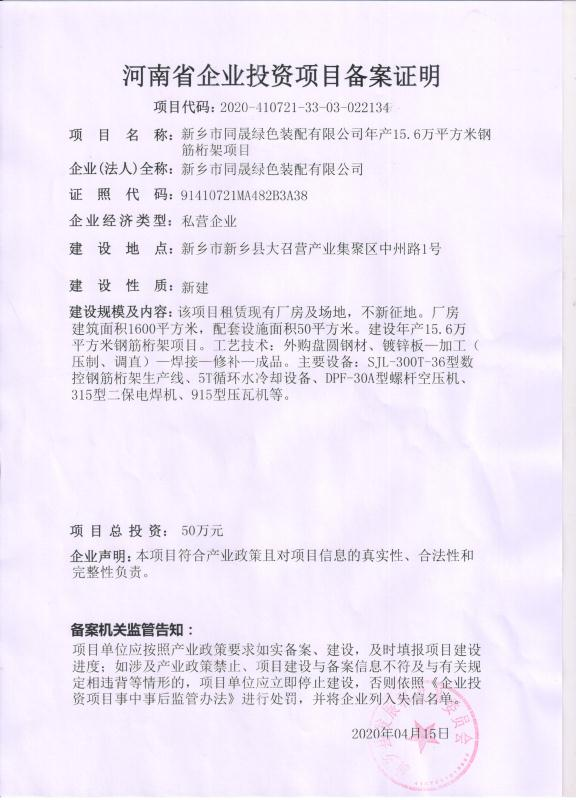 河南省企业投资项目备案证明
项目代码: 2020-410721-33-03-022134
项 目 名 称: 新乡市同晟绿色装配有限公司年产15.6万平方米钢
筋桁架项目
企业(法人)全称: 新乡市同晟绿色装配有限公司
证 照 代 码: 91410721MA482B3A38
企业经济类型: 私营企业
建 设 地 点: 新乡市新乡县大召营产业集聚区中州路1号
建 设 性 质: 新建
建设规模及内容: 该项目租赁现有厂房及场地，不新征地。厂房
建筑面积1600平方米，配套设施面积50平方米。建设年产15.6万
平方米钢筋桁架项目。工艺技术：外购盘圆钢材、镀锌板—加工（
压制、调直）—焊接—修补—成品。主要设备：SJL-300T-36型数
控钢筋桁架生产线、5T循环水冷却设备、DPF-30A型螺杆空压机、
315型二保电焊机、915型压瓦机等。
项 目 总 投 资: 50万元
企业声明: 本项目符合产业政策且对项目信息的真实性、合法性和
完整性负责。
备案机关监管告知：
项目单位应按照产业政策要求如实备案、建设，及时填报项目建设
进度；如涉及产业政策禁止、项目建设与备案信息不符及与有关规
定相违背等情形的，项目单位应立即停止建设，否则依照《企业投
资项目事中事后监管办法》进行处罚，并将企业列入失信名单。
2020年04月15日